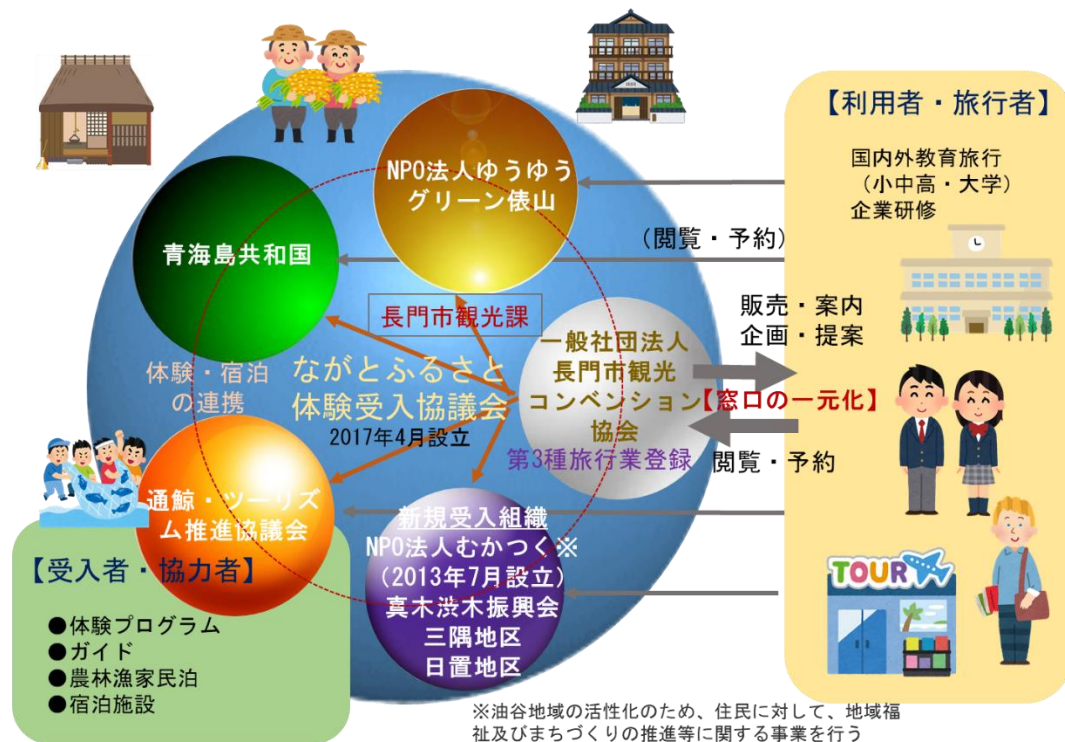 NPO法人ゆうゆう
グリーン俵山
青海島共和国
長門市観光課
体験・宿泊
の連携
ながとふるさと
体験受入協議会
2017年4月設立
一般社団法人
長門市観光
コンベンション
協会
第3種旅行業登録
通鯨・ツーリズ
ム推進協議会
新規受入組織
NPO法人むかつく※
(2013年7月設立)
真木渋木振興会
三隅地区
日置地区
【受入者・協力者】
●体験プログラム
●ガイド
●農林漁家民泊
●宿泊施設
(閲覧・予約)
販売・案内
企画・提案
【窓口の一元化】
閲覧・予約
【利用者・旅行者】
国内外教育旅行
(小中高・大学)
企業研修
TOUR
※油谷地域の活性化のため、住民に対して、地域福
祉及びまちづくりの推進等に関する事業を行う